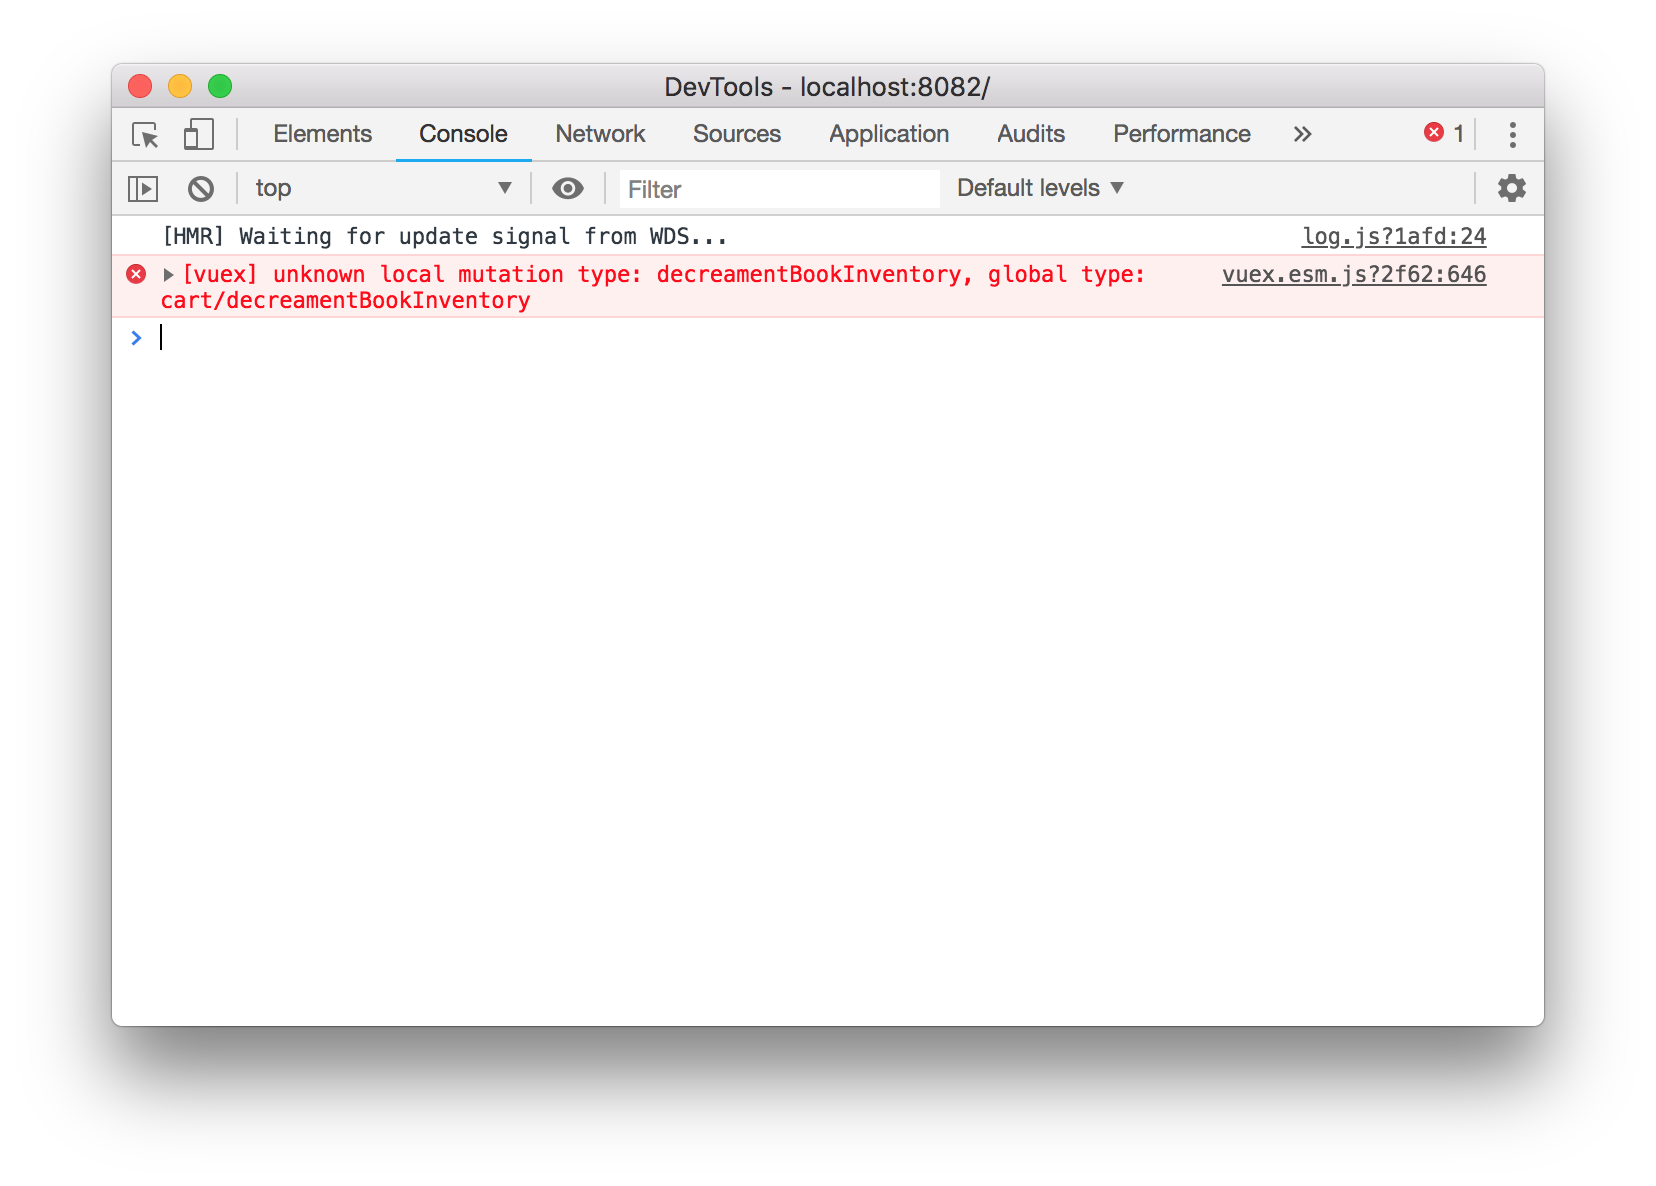 DevTools - localhost:8082/
Elements Console Network Sources Application Audits Performance » 1
top Filter Default levels
[HMR] Waiting for update signal from WDS... log.js?1afd:24
[vuex] unknown local mutation type: decreamentBookInventory, global type: vuex.esm.js?2f62:646
cart/decreamentBookInventory